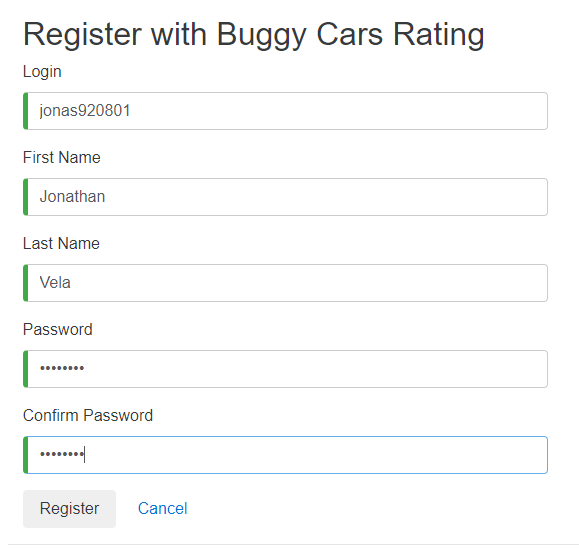 Register with Buggy Cars Rating
Login
jonas920801
First Name
Jonathan
Last Name
Vela
Password
••••••••
Confirm Password
••••••••
Register Cancel